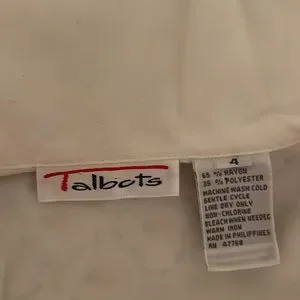 Talbots
4
65 % RAYON
35 % POLYESTER
MACHINE WASH COLD
GENTLE CYCLE
LINE DRY ONLY
NON-CHLORINE
BLEACH WHEN NEEDED
WARM IRON
MADE IN PHILIPPINES
RN 47768